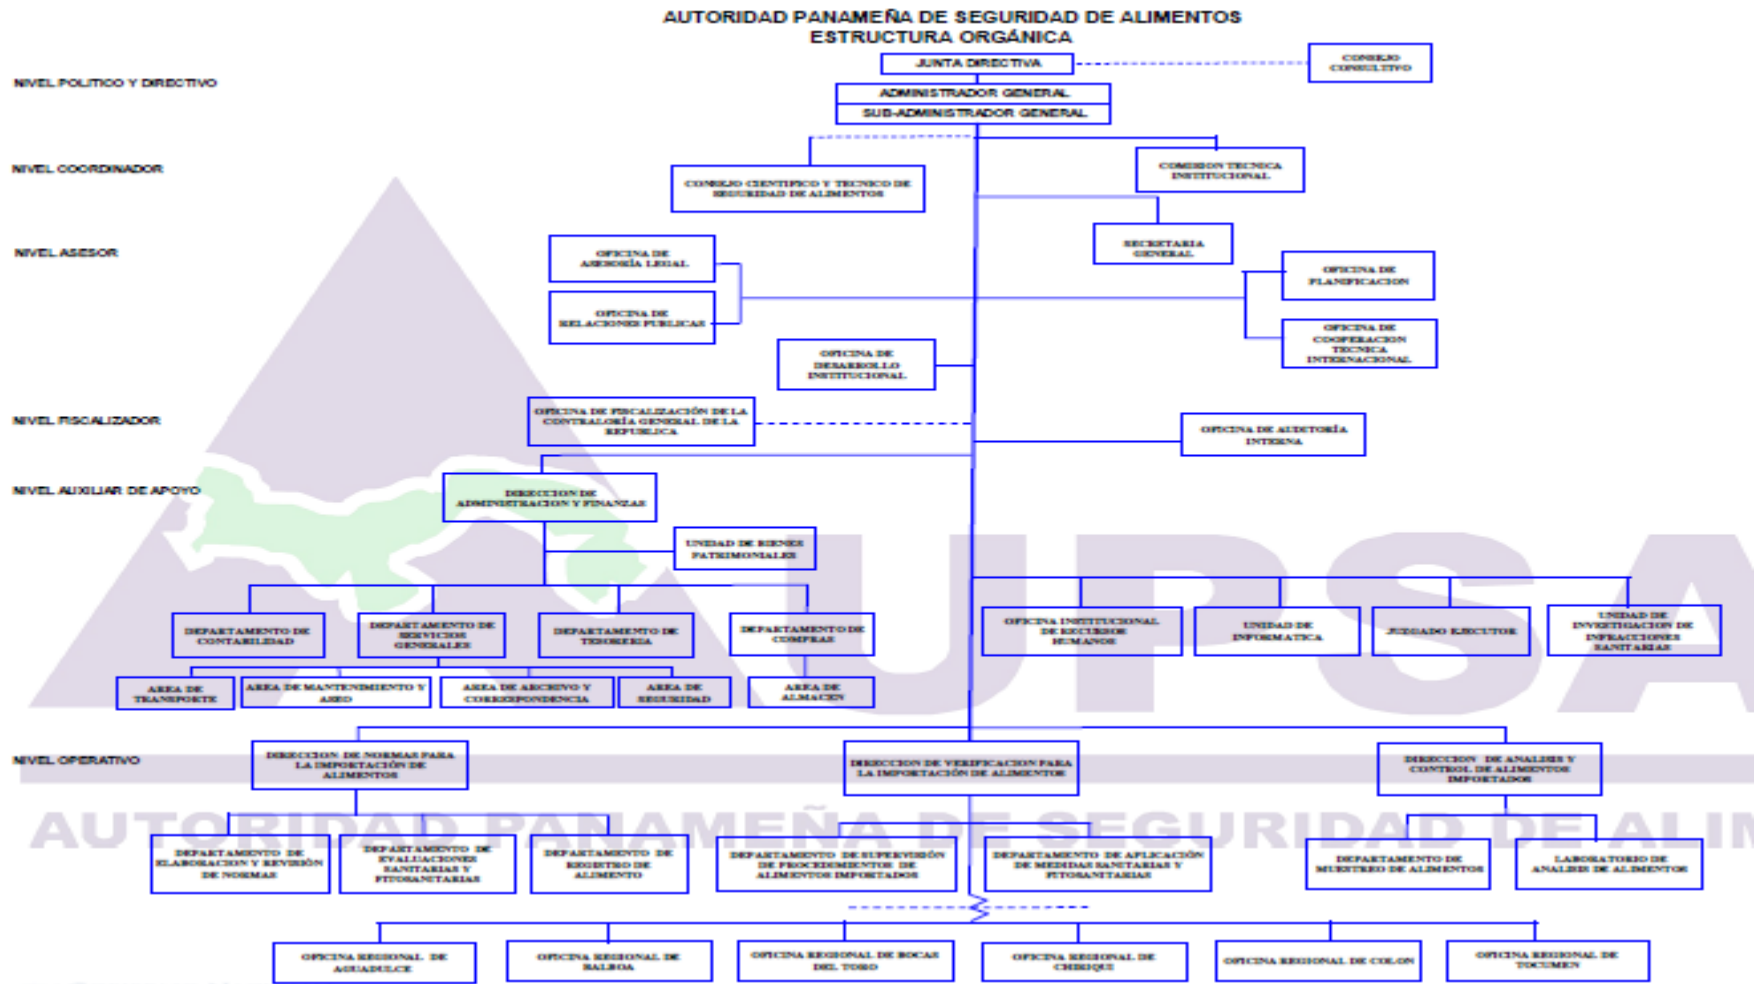 AUTORIDAD PANAMEÑA DE SEGURIDAD DE ALIMENTOS
ESTRUCTURA ORGÁNICA
NIVEL POLITICO Y DIRECTIVO
JUNTA DIRECTIVA
CONSEJO
CONSULTIVO
ADMINISTRADOR GENERAL
SUB-ADMINISTRADOR GENERAL
NIVEL COORDINADOR
CONSEJO CIENTIFICO Y TECNICO DE
SEGURIDAD DE ALIMENTOS
COMISION TECNICA
INSTITUCIONAL
SECRETARIA
GENERAL
NIVEL ASESOR
OFICINA DE
ASESORÍA LEGAL
OFICINA DE
RELACIONES PUBLICAS
OFICINA DE
PLANIFICACION
OFICINA DE
COOPERACION
TECNICA
INTERNACIONAL
OFICINA DE
DESARROLLO
INSTITUCIONAL
NIVEL FISCALIZADOR
OFICINA DE FISCALIZACIÓN DE LA
CONTRALORÍA GENERAL DE LA
REPUBLICA
OFICINA DE AUDITORÍA
INTERNA
NIVEL AUXILIAR DE APOYO
DIRECCION DE
ADMINISTRACION Y FINANZAS
UNIDAD DE BIENES
PATRIMONIALES
DEPARTAMENTO DE
CONTABILIDAD
DEPARTAMENTO DE
SERVICIOS
GENERALES
DEPARTAMENTO DE
TESORERIA
DEPARTAMENTO DE
COMPRAS
OFICINA INSTITUCIONAL
DE RECURSOS
HUMANOS
UNIDAD DE
INFORMATICA
JUZGADO EJECUTOR
UNIDAD DE
INVESTIGACION DE
INFRACCIONES
SANITARIAS
AREA DE
TRANSPORTE
AREA DE MANTENIMIENTO Y
ASEO
AREA DE ARCHIVO Y
CORRESPONDENCIA
AREA DE
SEGURIDAD
AREA DE
ALMACEN
AUPSA
NIVEL OPERATIVO
DIRECCION DE NORMAS PARA
LA IMPORTACIÓN DE
ALIMENTOS
DIRECCION DE VERIFICACION PARA
LA IMPORTACIÓN DE ALIMENTOS
DIRECCION DE ANALISIS Y
CONTROL DE ALIMENTOS
IMPORTADOS
AUTORIDAD PANAMEÑA DE SEGURIDAD DE ALIM
DEPARTAMENTO DE
ELABORACION Y REVISIÓN
DE NORMAS
DEPARTAMENTO DE
EVALUACIONES
SANITARIAS Y
FITOSANITARIAS
DEPARTAMENTO DE
REGISTRO DE
ALIMENTO
DEPARTAMENTO DE SUPERVISIÓN
DE PROCEDIMIENTOS DE
ALIMENTOS IMPORTADOS
DEPARTAMENTO DE APLICACIÓN
DE MEDIDAS SANITARIAS Y
FITOSANITARIAS
DEPARTAMENTO DE
MUESTREO DE ALIMENTOS
LABORATORIO DE
ANALISIS DE ALIMENTOS
OFICINA REGIONAL DE
AGUADULCE
OFICINA REGIONAL DE
BALBOA
OFICINA REGIONAL DE BOCAS
DEL TORO
OFICINA REGIONAL DE
CHIRIQUI
OFICINA REGIONAL DE COLON
OFICINA REGIONAL DE
TOCUMEN